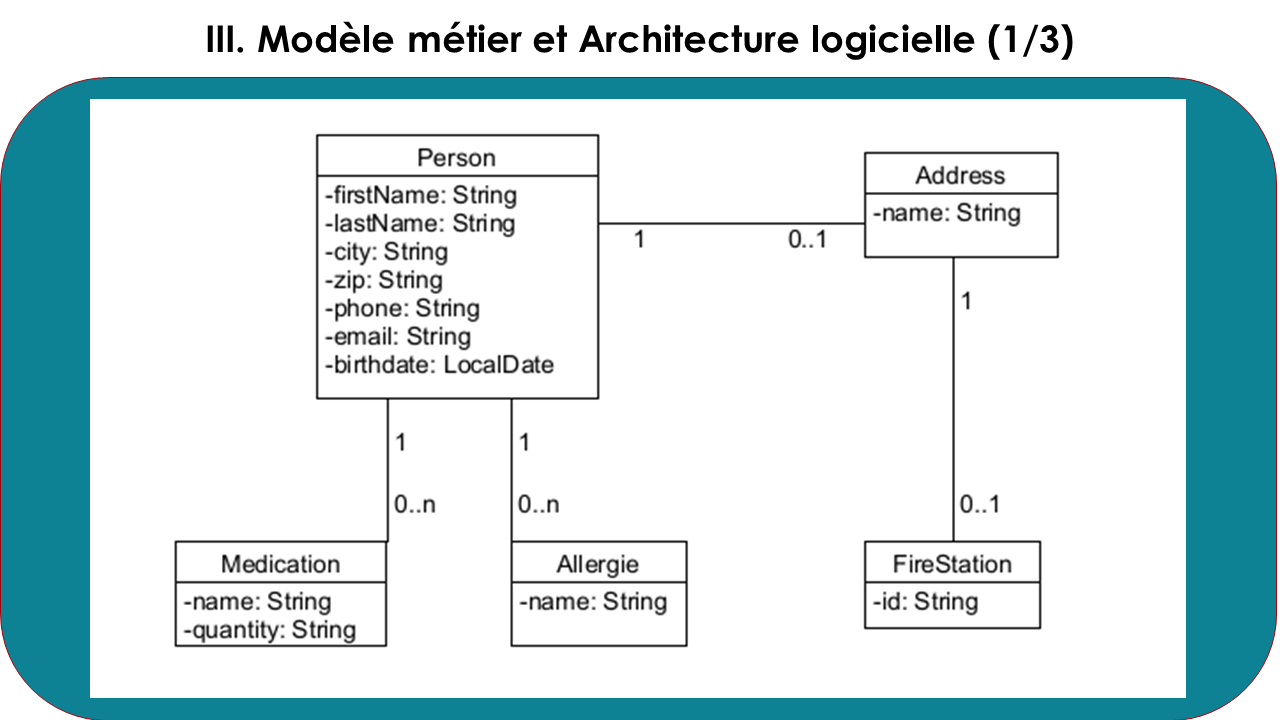 III. Modèle métier et Architecture logicielle (1/3)
Person
-firstName: String
-lastName: String
-city: String
-zip: String
-phone: String
-email: String
-birthdate: LocalDate
1
0..1
Address
-name: String
1
0..1
1
0..n
1
0..n
Medication
-name: String
-quantity: String
Allergie
-name: String
FireStation
-id: String